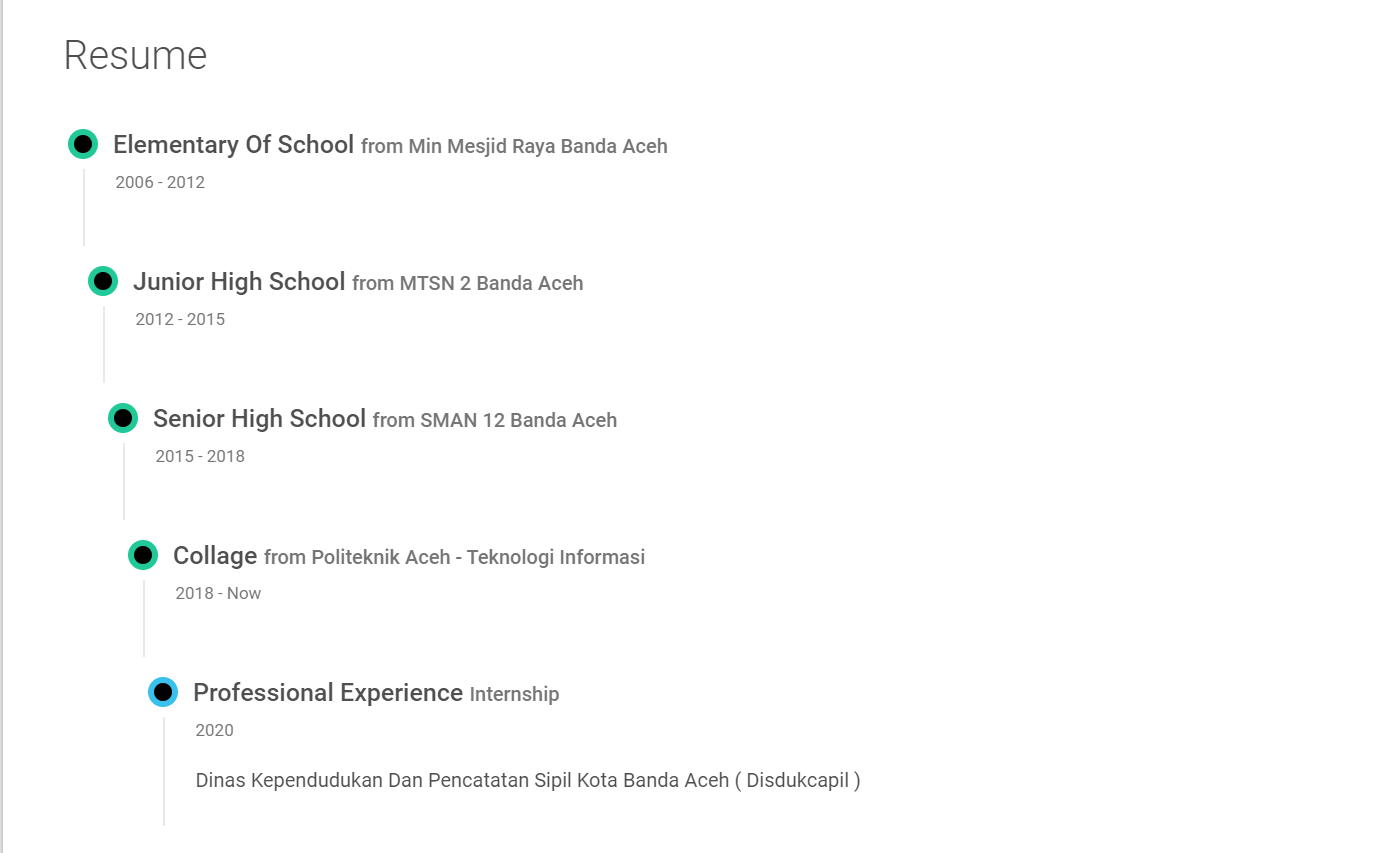 Resume
Elementary Of School from Min Mesjid Raya Banda Aceh
2006 - 2012
Junior High School from MTSN 2 Banda Aceh
2012 - 2015
Senior High School from SMAN 12 Banda Aceh
2015 - 2018
Collage from Politeknik Aceh - Teknologi Informasi
2018 - Now
Professional Experience Internship
2020
Dinas Kependudukan Dan Pencatatan Sipil Kota Banda Aceh ( Disdukcapil )